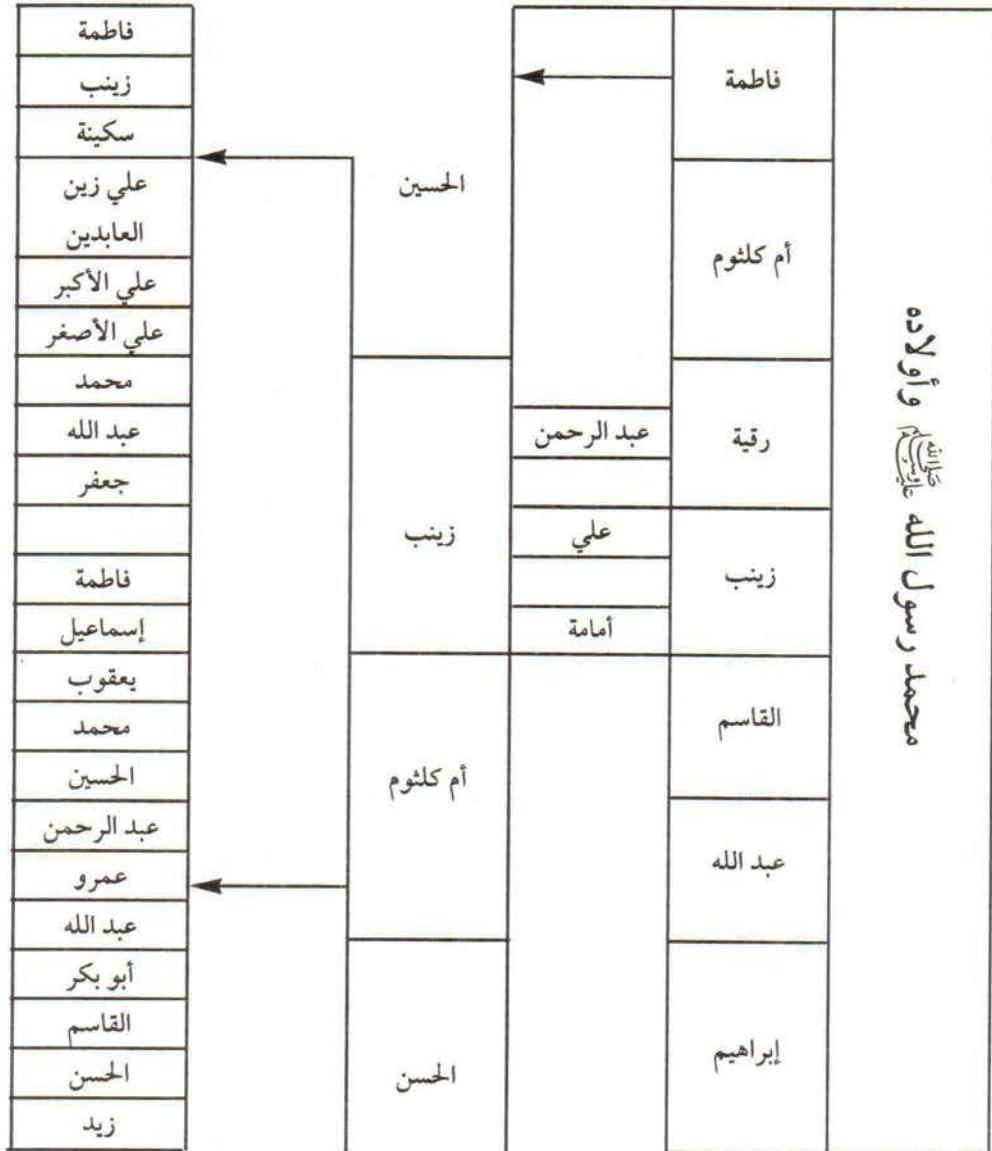 محمد رسول الله ﷺ وأولاده
فاطمة
أم كلثوم
رقية
زينب
القاسم
عبد الله
إبراهيم
عبد الرحمن
علي
أمامة
الحسين
زينب
أم كلثوم
الحسن
فاطمة
زينب
سكينة
علي زين
العابدين
علي الأكبر
علي الأصغر
محمد
عبد الله
جعفر
فاطمة
إسماعيل
يعقوب
محمد
الحسين
عبد الرحمن
عمرو
عبد الله
أبو بكر
القاسم
الحسن
زيد